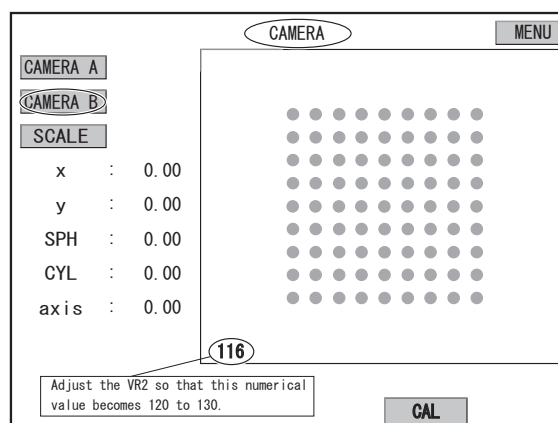 CAMERA
MENU
CAMERA A
CAMERA B
SCALE
x : 0.00
y : 0.00
SPH : 0.00
CYL : 0.00
axis : 0.00
116
Adjust the VR2 so that this numerical
value becomes 120 to 130.
CAL